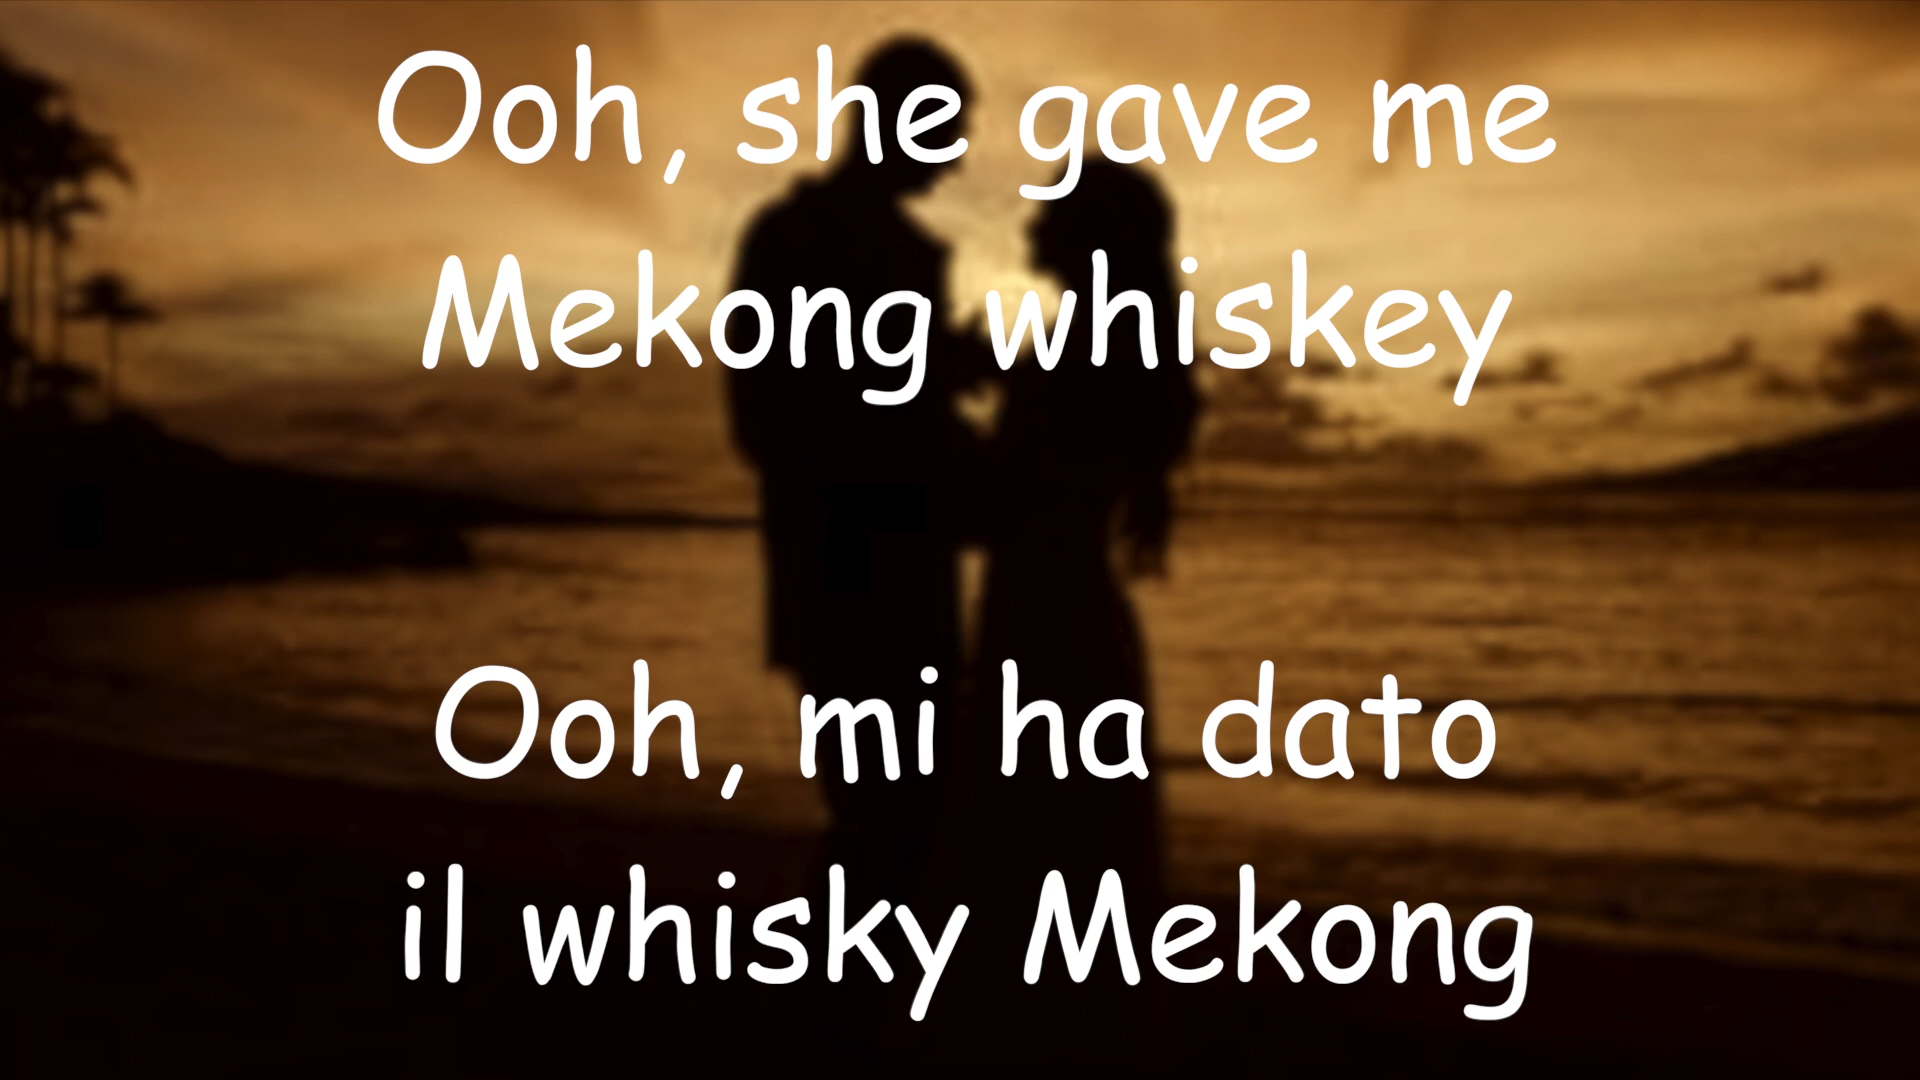 Ooh, she gave me
Mekong whiskey
Ooh, mi ha dato
il whisky Mekong